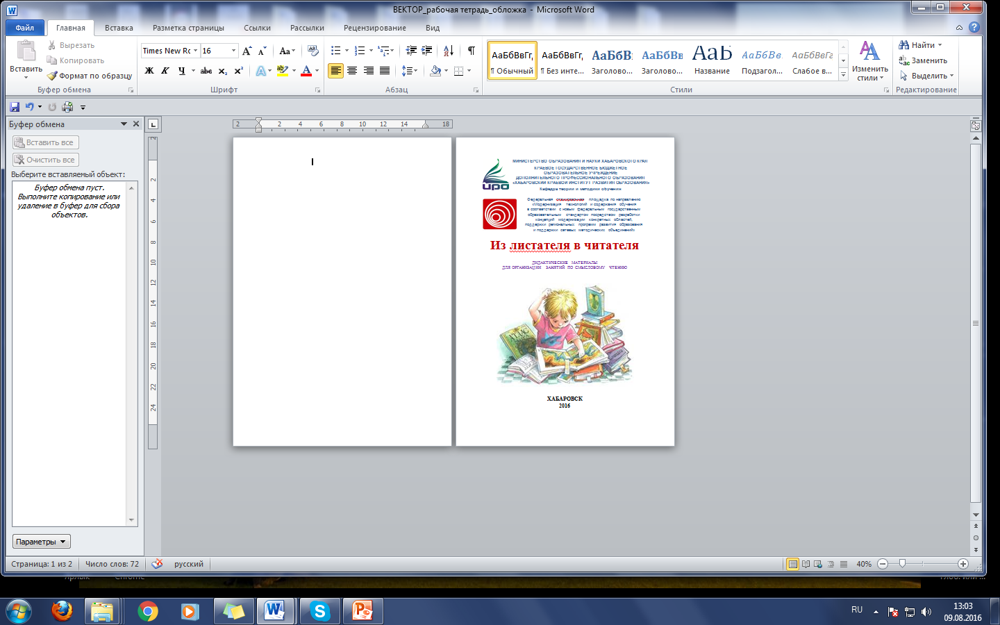 ВЕКТОР_рабочая тетрадь_обложка - Microsoft Word
Файл Главная Вставка Разметка страницы Ссылки Рассылки Рецензирование Вид
Вставить
Вырезать
Копировать
Формат по образцу
Буфер обмена
Times New Rc 16
Ж К Ч abc x₂ x²
Шрифт
Абзац
АаБбВвГг, АаБбВвГг, АаБбВ АаБбВв АаБ АаБбВв. АаБбВвГг
¶ Обычный ¶ Без инте... Заголово... Заголово... Название Подзагол... Слабое в...
Стили
Изменить стили
Найти
Заменить
Выделить
Редактирование
Буфер обмена
Вставить все
Очистить все
Выберите вставляемый объект:
Буфер обмена пуст.
Выполните копирование или
удаление в буфер для сбора
объектов.
Параметры
2 2 4 6 8 10 12 14 18
2
2
4
6
8
10
12
14
16
18
20
22
24
МИНИСТЕРСТВО ОБРАЗОВАНИЯ И НАУКИ ХАБАРОВСКОГО КРАЯ
КРАЕВОЕ ГОСУДАРСТВЕННОЕ БЮДЖЕТНОЕ
ОБРАЗОВАТЕЛЬНОЕ УЧРЕЖДЕНИЕ
ДОПОЛНИТЕЛЬНОГО ПРОФЕССИОНАЛЬНОГО ОБРАЗОВАНИЯ
«ХАБАРОВСКИЙ КРАЕВОЙ ИНСТИТУТ РАЗВИТИЯ ОБРАЗОВАНИЯ»
ИРО
Кафедра теории и методики обучения
Федеральная стажировочная площадка по направлению
«Модернизация технологий и содержания обучения
в соответствии с новым федеральным государственным
образовательным стандартом посредством разработки
концепций модернизации конкретных областей,
поддержки региональных программ развития образования
и поддержки сетевых методических объединений»
Из листателя в читателя
ДИДАКТИЧЕСКИЕ МАТЕРИАЛЫ
ДЛЯ ОРГАНИЗАЦИИ ЗАНЯТИЙ ПО СМЫСЛОВОМУ ЧТЕНИЮ
АТЛАС
ХАБАРОВСК
2016
Страница: 1 из 2 Число слов: 72 русский 40%
Ярлык Chrome
RU
13:03
09.08.2016